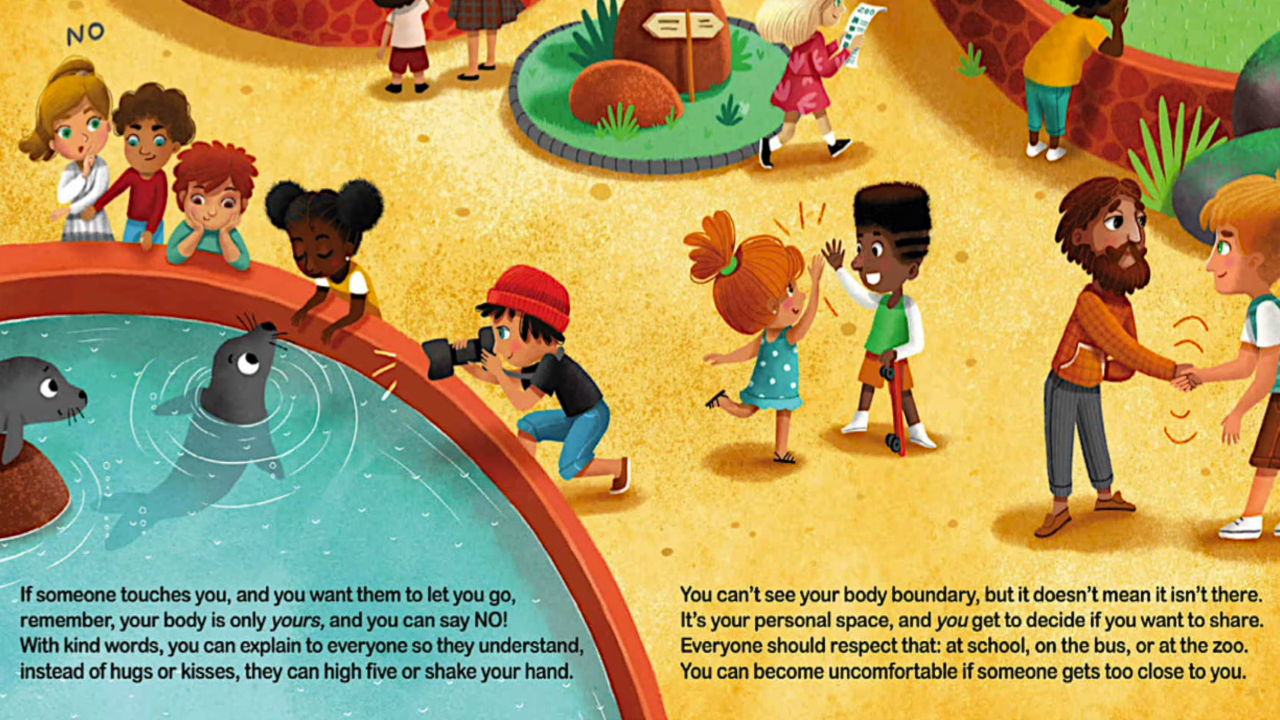 NO
ZOO
If someone touches you, and you want them to let you go,
remember, your body is only yours, and you can say NO!
With kind words, you can explain to everyone so they understand,
instead of hugs or kisses, they can high five or shake your hand.
You can't see your body boundary, but it doesn't mean it isn't there.
It's your personal space, and you get to decide if you want to share.
Everyone should respect that: at school, on the bus, or at the zoo.
You can become uncomfortable if someone gets too close to you.